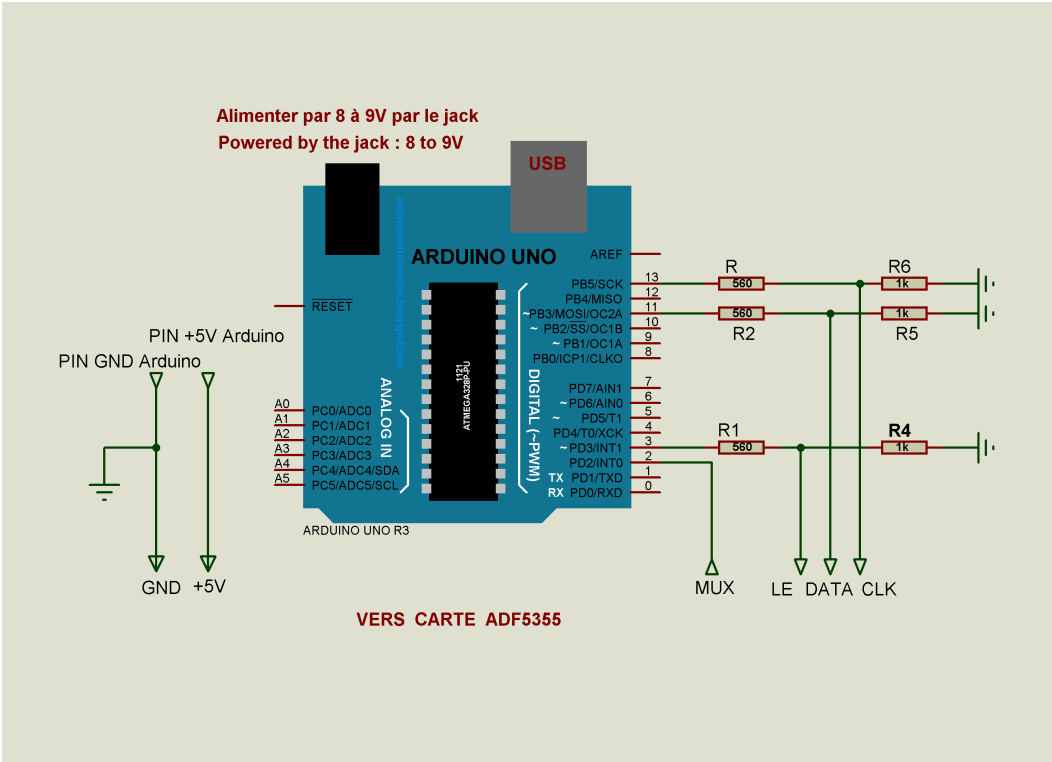 Alimenter par 8 à 9V par le jack
Powered by the jack : 8 to 9V
USB
microcontrolandos.blogspot.com
ARDUINO UNO
AREF
RESET
PB5/SCK 13
PB4/MISO 12
~PB3/MOSI/OC2A 11
~ PB2/SS/OC1B 10
~ PB1/OC1A 9
PB0/ICP1/CLKO 8
PD7/AIN1 7
~ PD6/AIN0 6
~ PD5/T1 5
PD4/T0/XCK 4
~ PD3/INT1 3
PD2/INT0 2
TX PD1/TXD 1
RX PD0/RXD 0
DIGITAL (~PWM)
ANALOG IN
1121
ATMEGA328P-PU
A0 PC0/ADC0
A1 PC1/ADC1
A2 PC2/ADC2
A3 PC3/ADC3
A4 PC4/ADC4/SDA
A5 PC5/ADC5/SCL
ARDUINO UNO R3
PIN +5V Arduino
PIN GND Arduino
GND +5V
R
560
R6
1k
560
R2
1k
R5
R1
560
R4
1k
MUX LE DATA CLK
VERS CARTE ADF5355